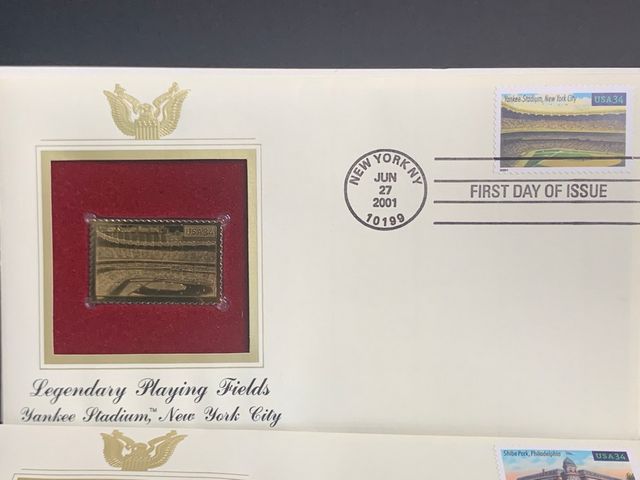 Yankee Stadium, New York City
USA34
NEW YORK NY
JUN
27
2001
10199
FIRST DAY OF ISSUE
USA34
Legendary Playing Fields
Yankee Stadium,™ New York City
Shibe Park, Philadelphia
USA34